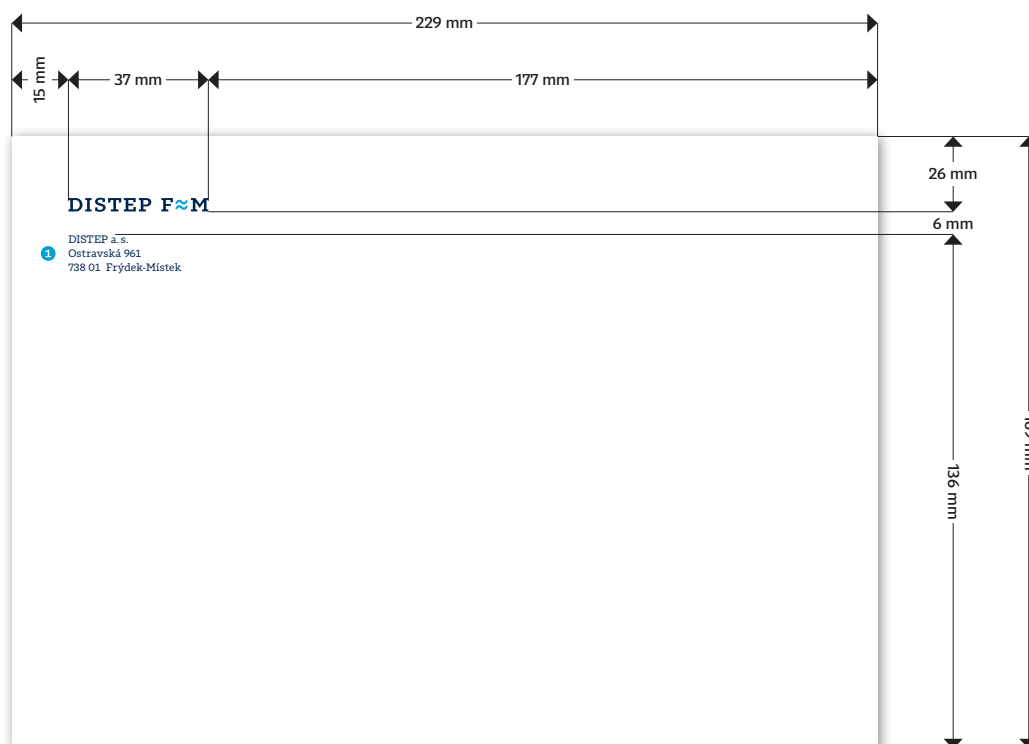 229 mm
15 mm
37 mm
177 mm
26 mm
DISTEP F≈M
6 mm
DISTEP a. s.
1
Ostravská 961
738 01 Frýdek-Místek
136 mm